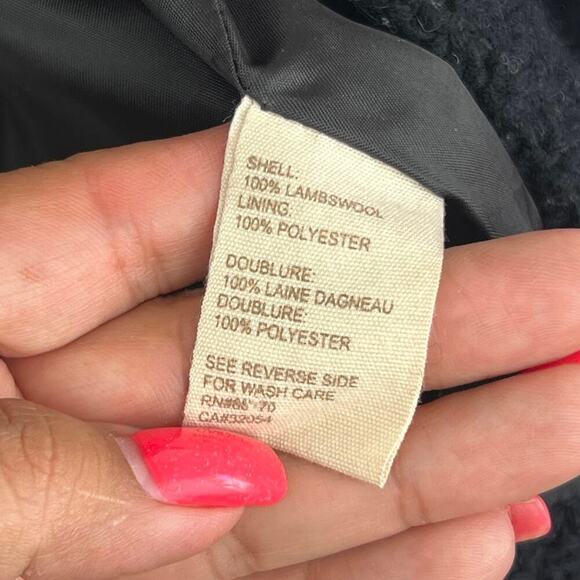 SHELL:
100% LAMBSWOOL
LINING:
100% POLYESTER
DOUBLURE:
100% LAINE DAGNEAU
DOUBLURE:
100% POLYESTER
SEE REVERSE SIDE
FOR WASH CARE
CA#32054